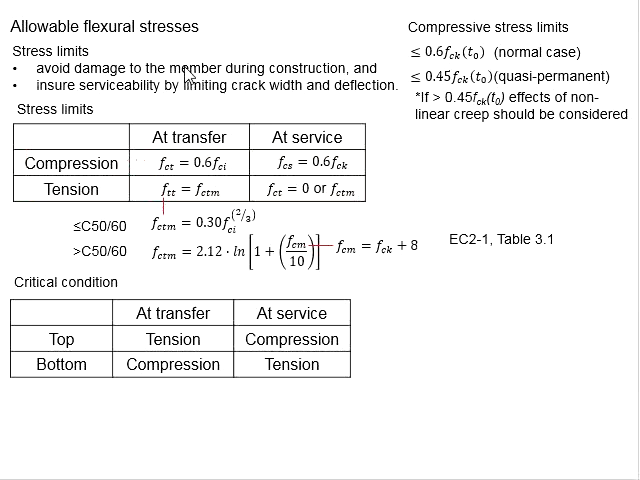 Allowable flexural stresses
Stress limits
• avoid damage to the member during construction, and
• insure serviceability by limiting crack width and deflection.
Compressive stress limits
≤ 0.6f_ck(t_0) (normal case)
≤ 0.45f_ck(t_0)(quasi-permanent)
*If > 0.45f_ck(t_0) effects of non-
linear creep should be considered
Stress limits
At transfer At service
Compression f_ct = 0.6f_ci f_cs = 0.6f_ck
Tension f_tt = f_ctm f_ct = 0 or f_ctm
≤C50/60 f_ctm = 0.30f_ci^(2/3)
>C50/60 f_ctm = 2.12 · ln[1 + (f_cm/10)] f_cm = f_ck + 8 EC2-1, Table 3.1
Critical condition
At transfer At service
Top Tension Compression
Bottom Compression Tension